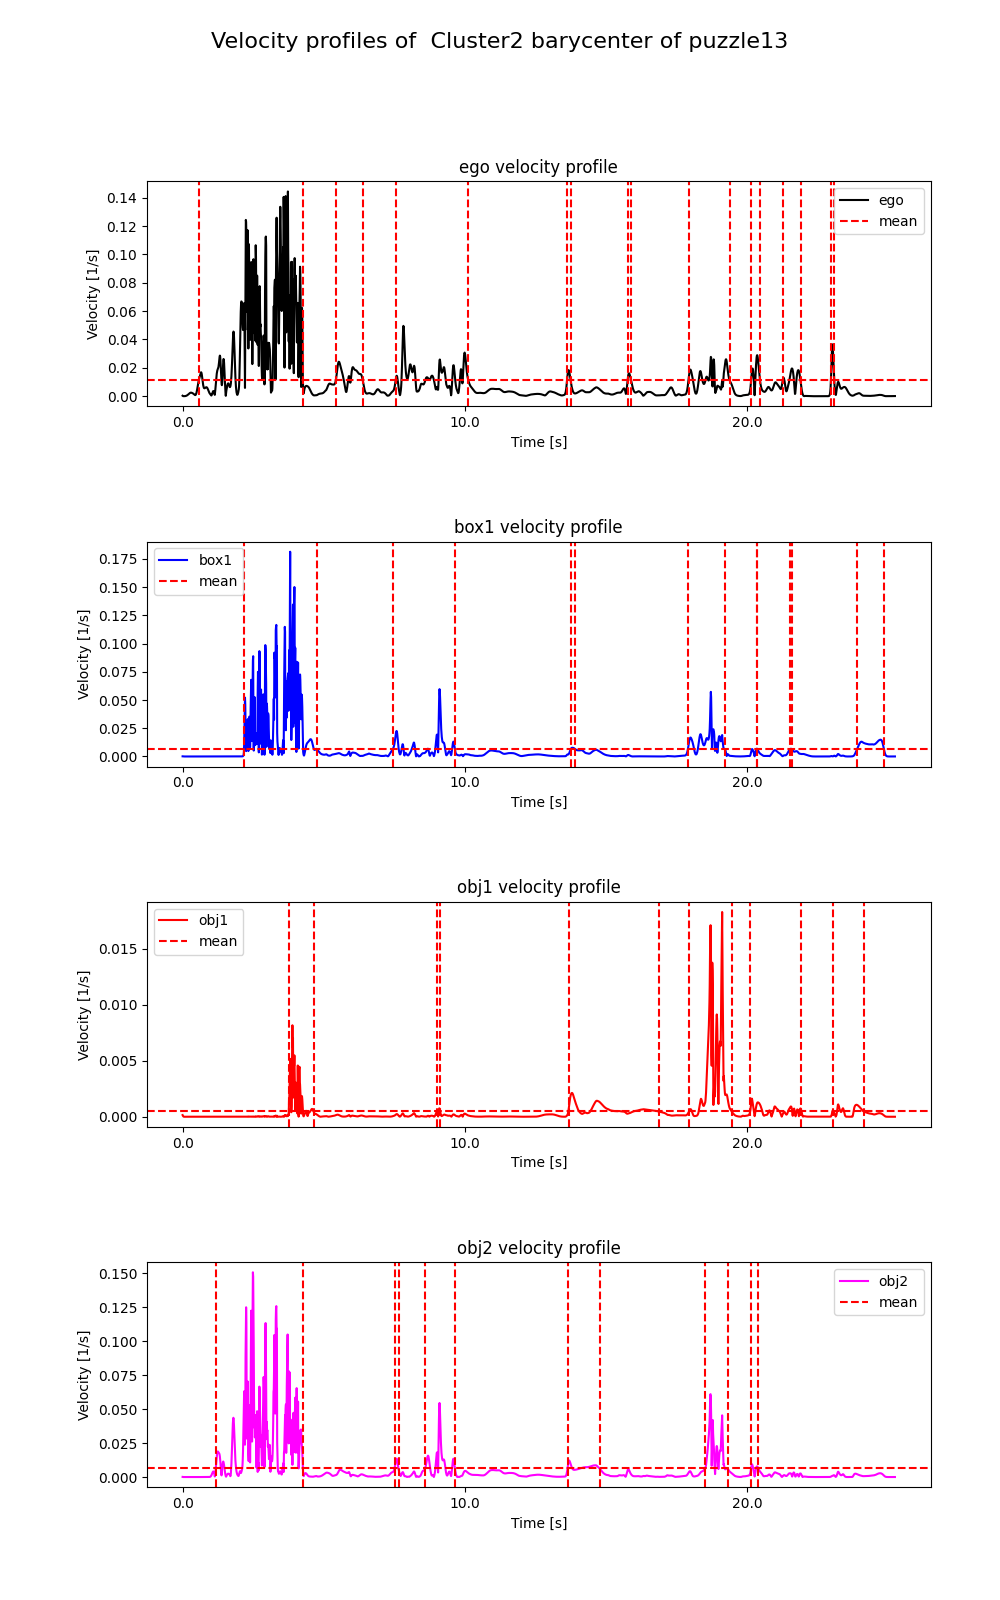 Velocity profiles of  Cluster2 barycenter of puzzle13
ego velocity profile
Velocity [1/s]
0.14
0.12
0.10
0.08
0.06
0.04
0.02
0.00
ego
mean
0.0 10.0 20.0
Time [s]
box1 velocity profile
Velocity [1/s]
0.175
0.150
0.125
0.100
0.075
0.050
0.025
0.000
box1
mean
0.0 10.0 20.0
Time [s]
obj1 velocity profile
Velocity [1/s]
0.015
0.010
0.005
0.000
obj1
mean
0.0 10.0 20.0
Time [s]
obj2 velocity profile
Velocity [1/s]
0.150
0.125
0.100
0.075
0.050
0.025
0.000
obj2
mean
0.0 10.0 20.0
Time [s]